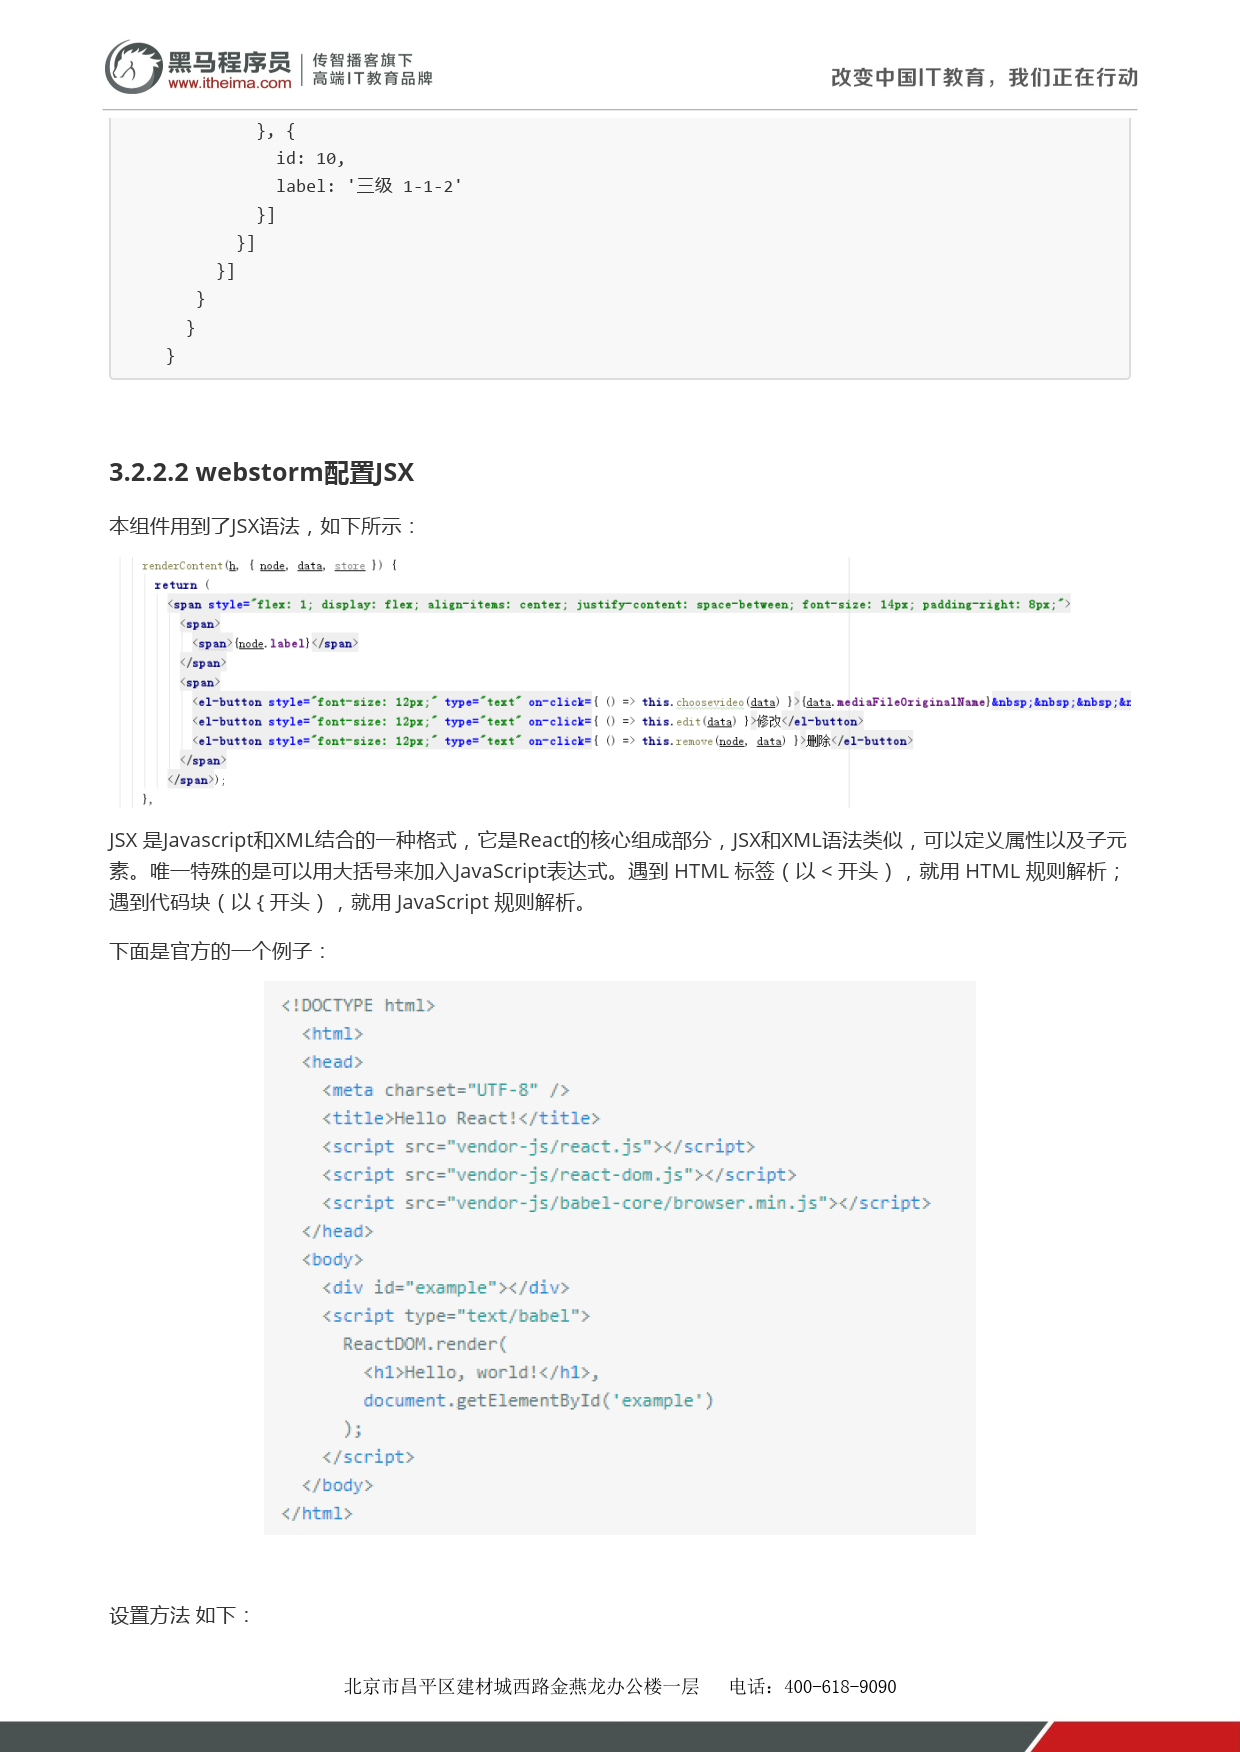 黑马程序员
www.itheima.com
传智播客旗下
高端IT教育品牌
改变中国IT教育，我们正在行动
}, {
id: 10,
label: '三级 1-1-2'
}]
}]
}]
}
}
}
3.2.2.2 webstorm配置JSX
本组件用到了JSX语法，如下所示：
renderContent(h, { node, data, store }) {
return (
<span style="flex: 1; display: flex; align-items: center; justify-content: space-between; font-size: 14px; padding-right: 8px;">
<span>
<span>{node.label}</span>
</span>
<span>
<el-button style="font-size: 12px;" type="text" on-click={ () => this.choosevideo(data) }>{data.mediaFileOriginalName}&nbsp;&nbsp;&nbsp;&n
<el-button style="font-size: 12px;" type="text" on-click={ () => this.edit(data) }>修改</el-button>
<el-button style="font-size: 12px;" type="text" on-click={ () => this.remove(node, data) }>删除</el-button>
</span>
</span>);
},
JSX 是Javascript和XML结合的一种格式，它是React的核心组成部分，JSX和XML语法类似，可以定义属性以及子元
素。唯一特殊的是可以用大括号来加入JavaScript表达式。遇到 HTML 标签（以 < 开头），就用 HTML 规则解析；
遇到代码块（以 { 开头），就用 JavaScript 规则解析。
下面是官方的一个例子：
<!DOCTYPE html>
<html>
<head>
<meta charset="UTF-8" />
<title>Hello React!</title>
<script src="vendor-js/react.js"></script>
<script src="vendor-js/react-dom.js"></script>
<script src="vendor-js/babel-core/browser.min.js"></script>
</head>
<body>
<div id="example"></div>
<script type="text/babel">
ReactDOM.render(
<h1>Hello, world!</h1>,
document.getElementById('example')
);
</script>
</body>
</html>
设置方法 如下：
北京市昌平区建材城西路金燕龙办公楼一层 电话：400-618-9090